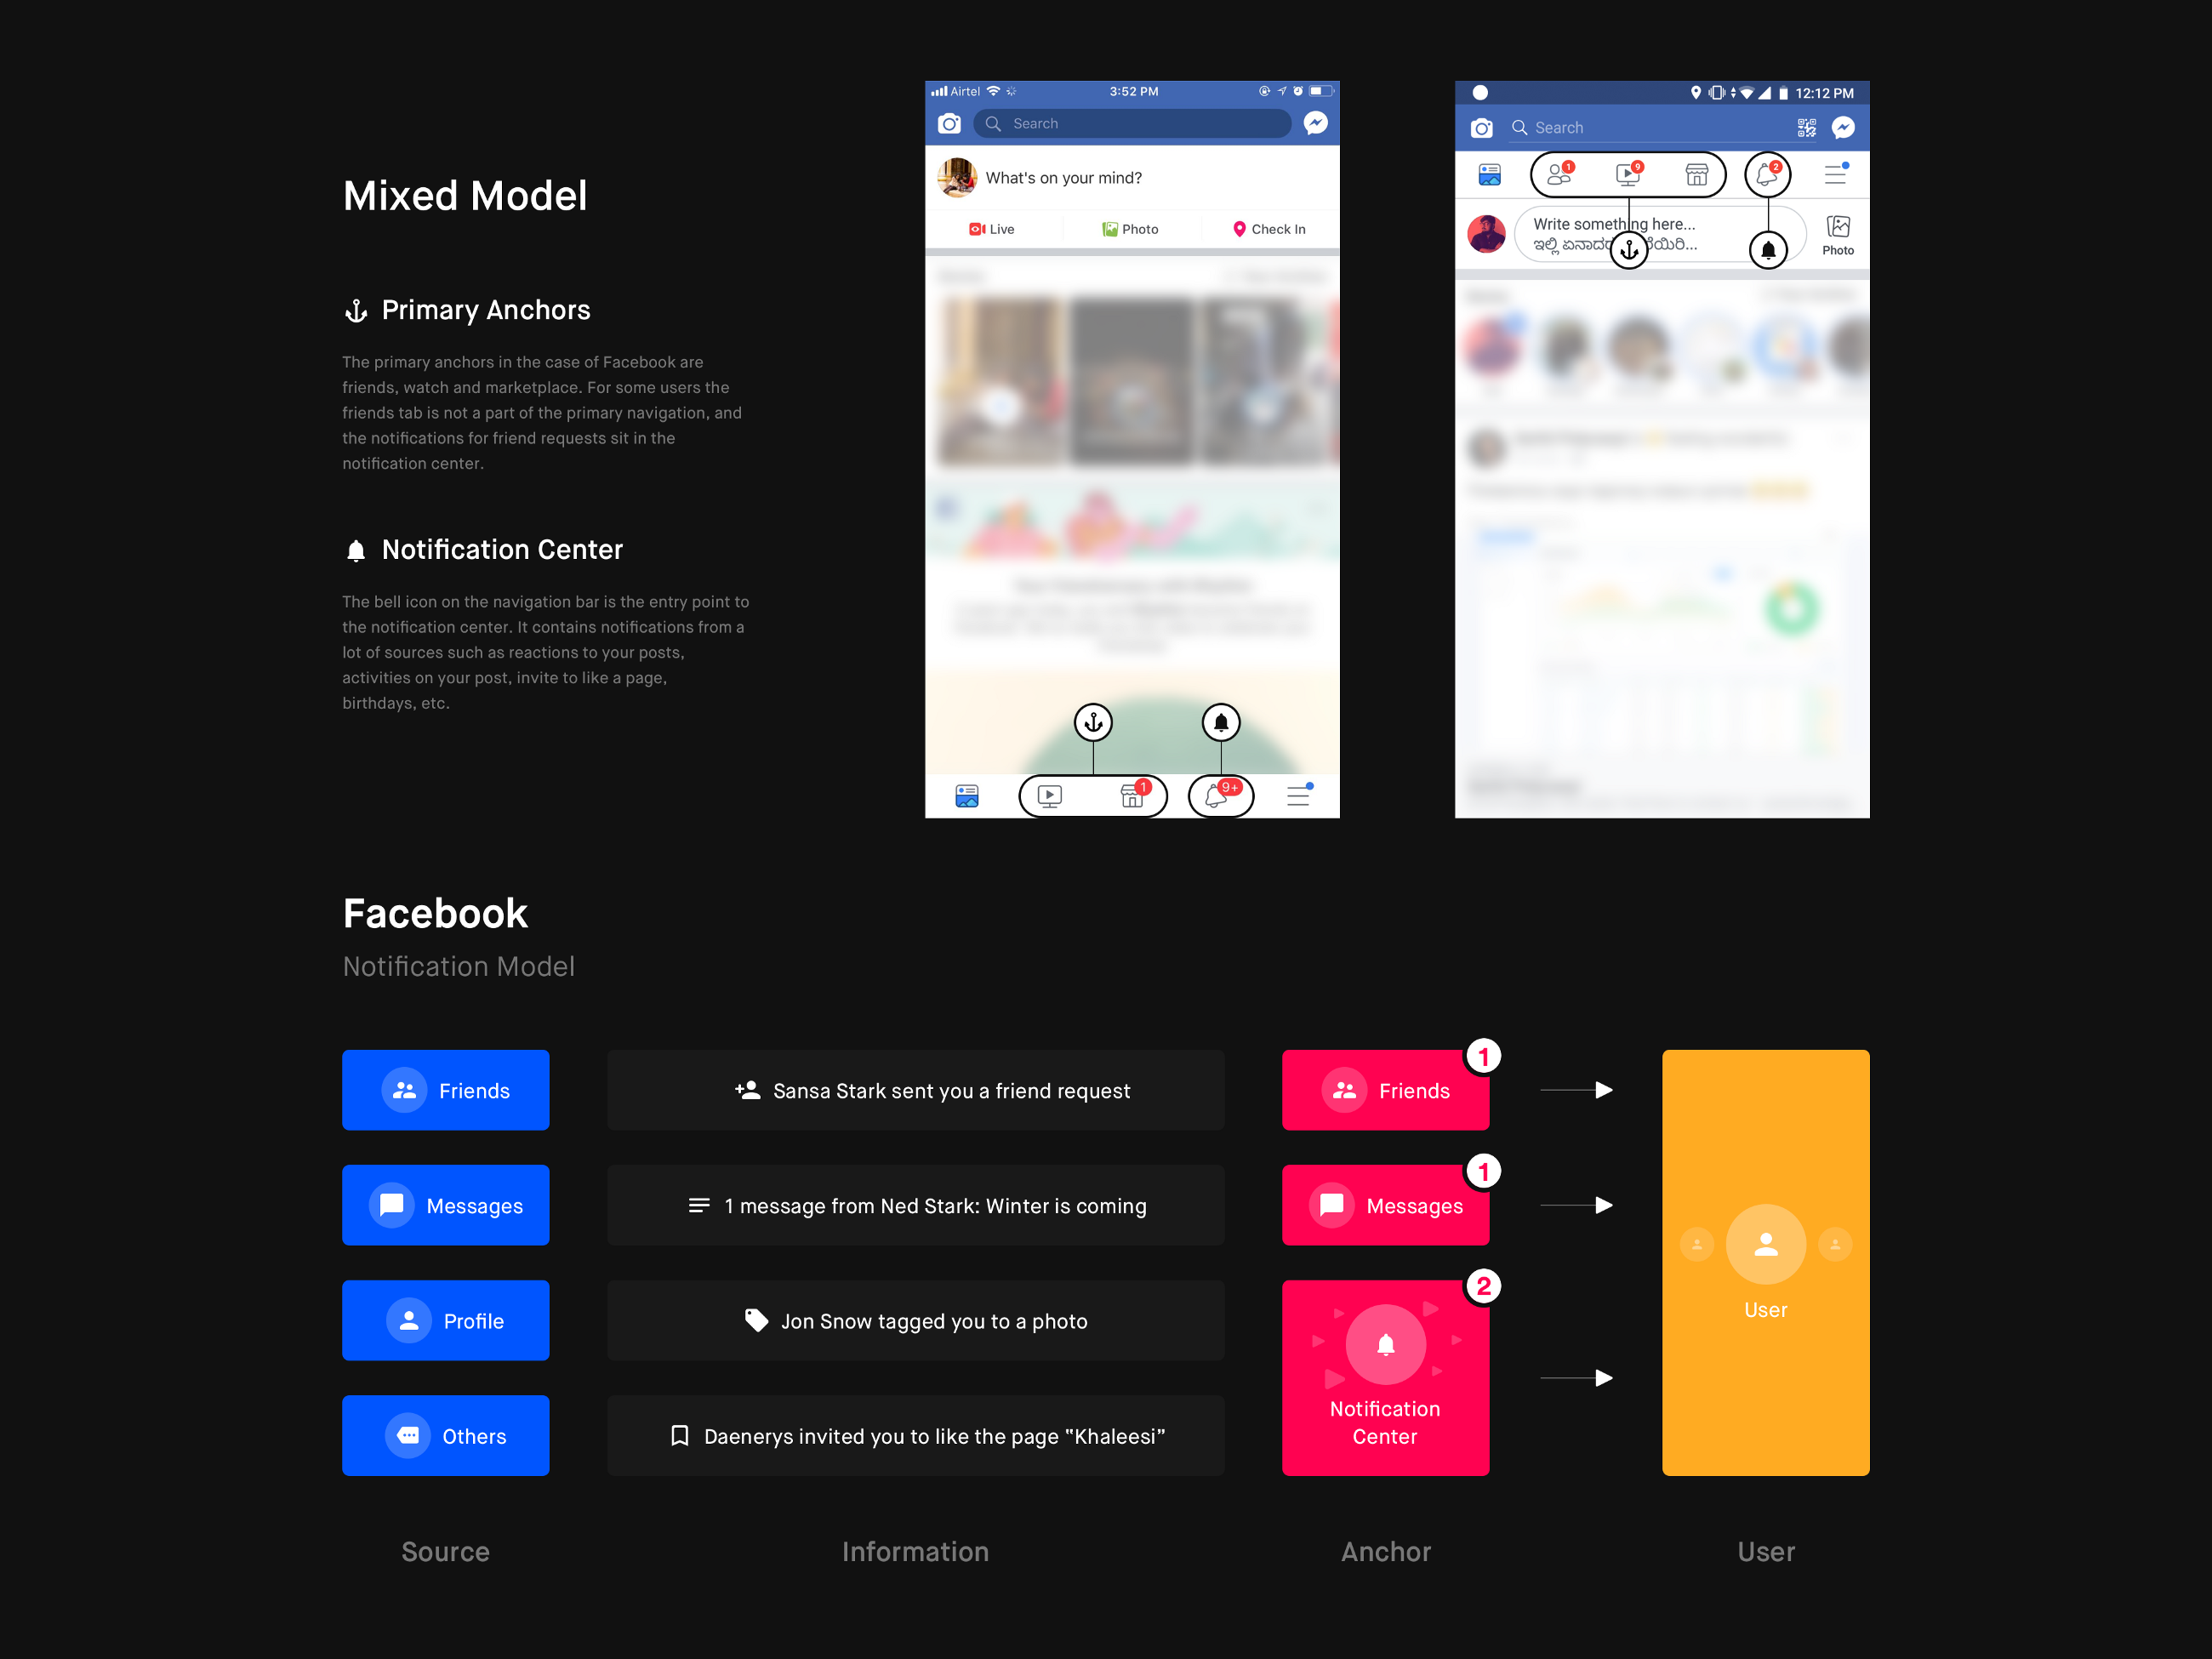 Mixed Model
Primary Anchors
The primary anchors in the case of Facebook are
friends, watch and marketplace. For some users the
friends tab is not a part of the primary navigation, and
the notifications for friend requests sit in the
notification center.
Notification Center
The bell icon on the navigation bar is the entry point to
the notification center. It contains notifications from a
lot of sources such as reactions to your posts,
activities on your post, invite to like a page,
birthdays, etc.
Airtel 3:52 PM
Search
What's on your mind?
Live Photo Check In
1 9+
12:12 PM
Search
1 9 2
Write something here...
ಇಲ್ಲಿ
Photo
Facebook
Notification Model
Friends
Sansa Stark sent you a friend request
Friends 1
Messages
1 message from Ned Stark: Winter is coming
Messages 1
Profile
Jon Snow tagged you to a photo
2
Notification
Center
Others
Daenerys invited you to like the page “Khaleesi”
User
Source Information Anchor User